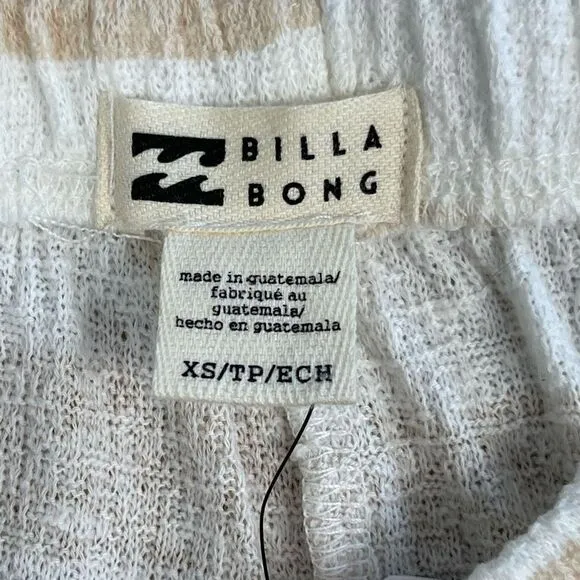 BILLA
BONG
made in guatemala/
fabriqué au
guatemala/
hecho en guatemala
XS/TP/ECH